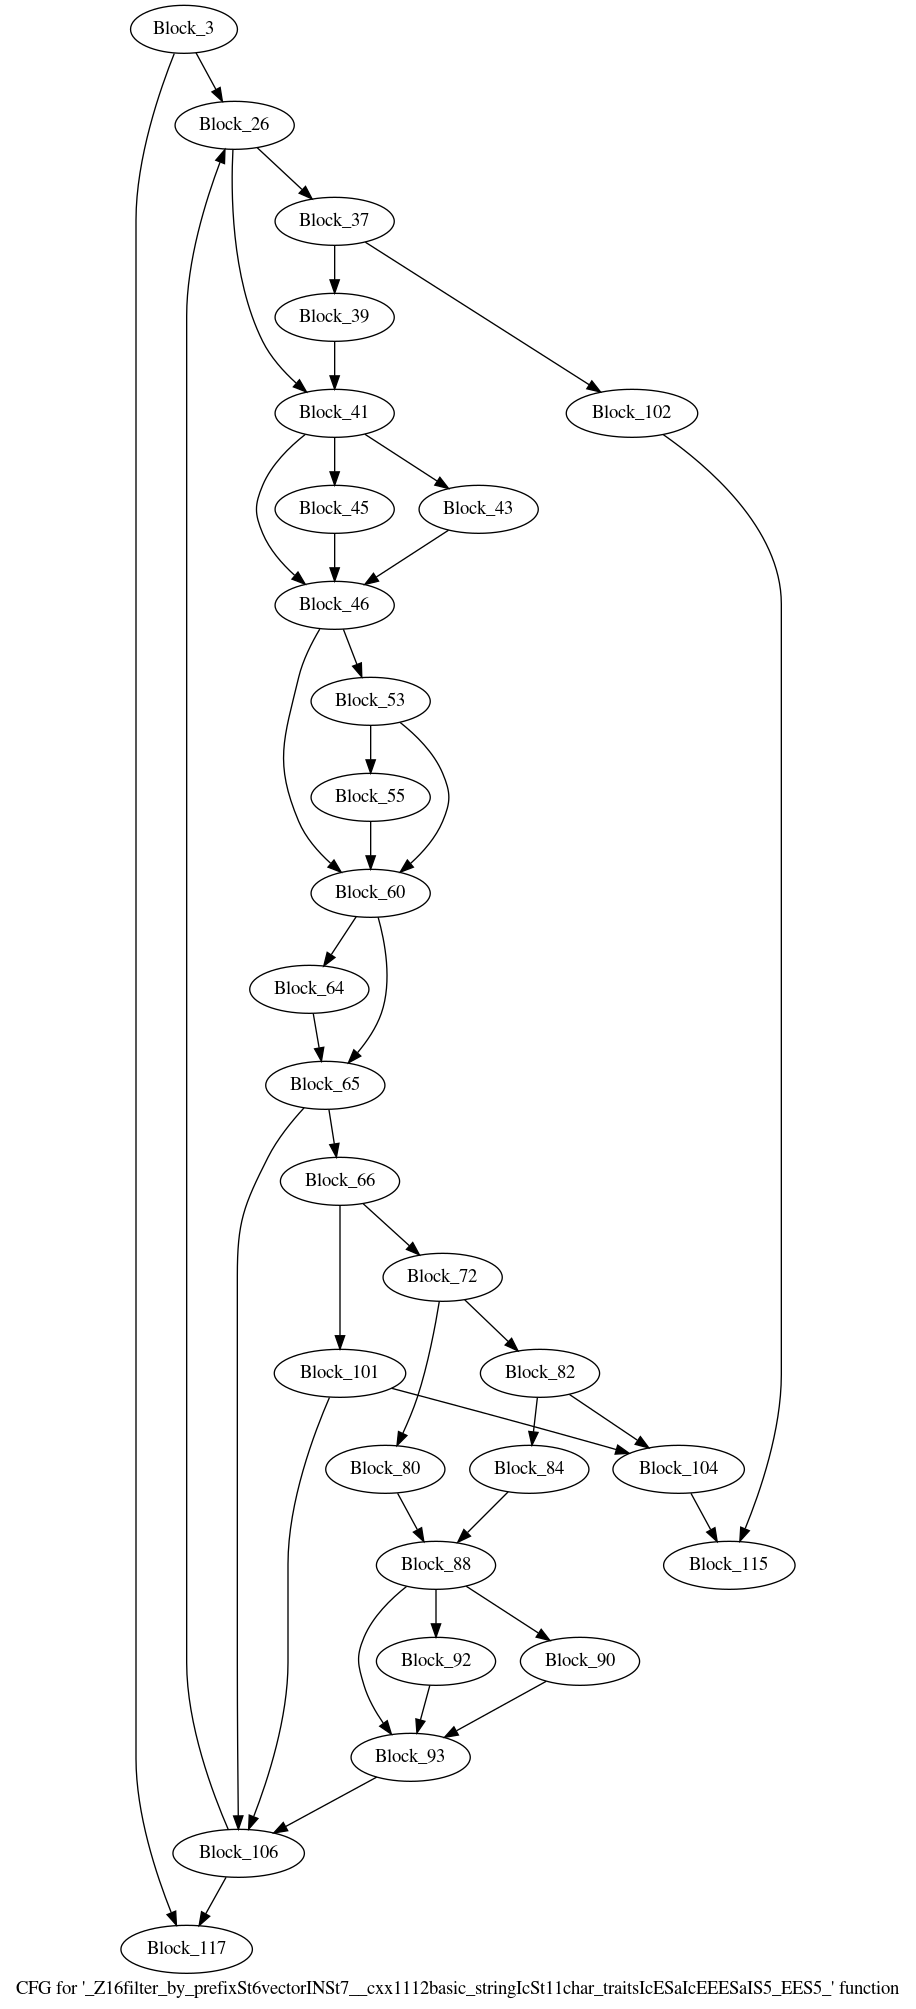 Block_3
Block_26
Block_37
Block_39
Block_41
Block_102
Block_45
Block_43
Block_46
Block_53
Block_55
Block_60
Block_64
Block_65
Block_66
Block_72
Block_101
Block_82
Block_80
Block_84
Block_104
Block_88
Block_115
Block_92
Block_90
Block_93
Block_106
Block_117
CFG for '_Z16filter_by_prefixSt6vectorINSt7__cxx1112basic_stringIcSt11char_traitsIcESaIcEEESaIS5_EES5_' function